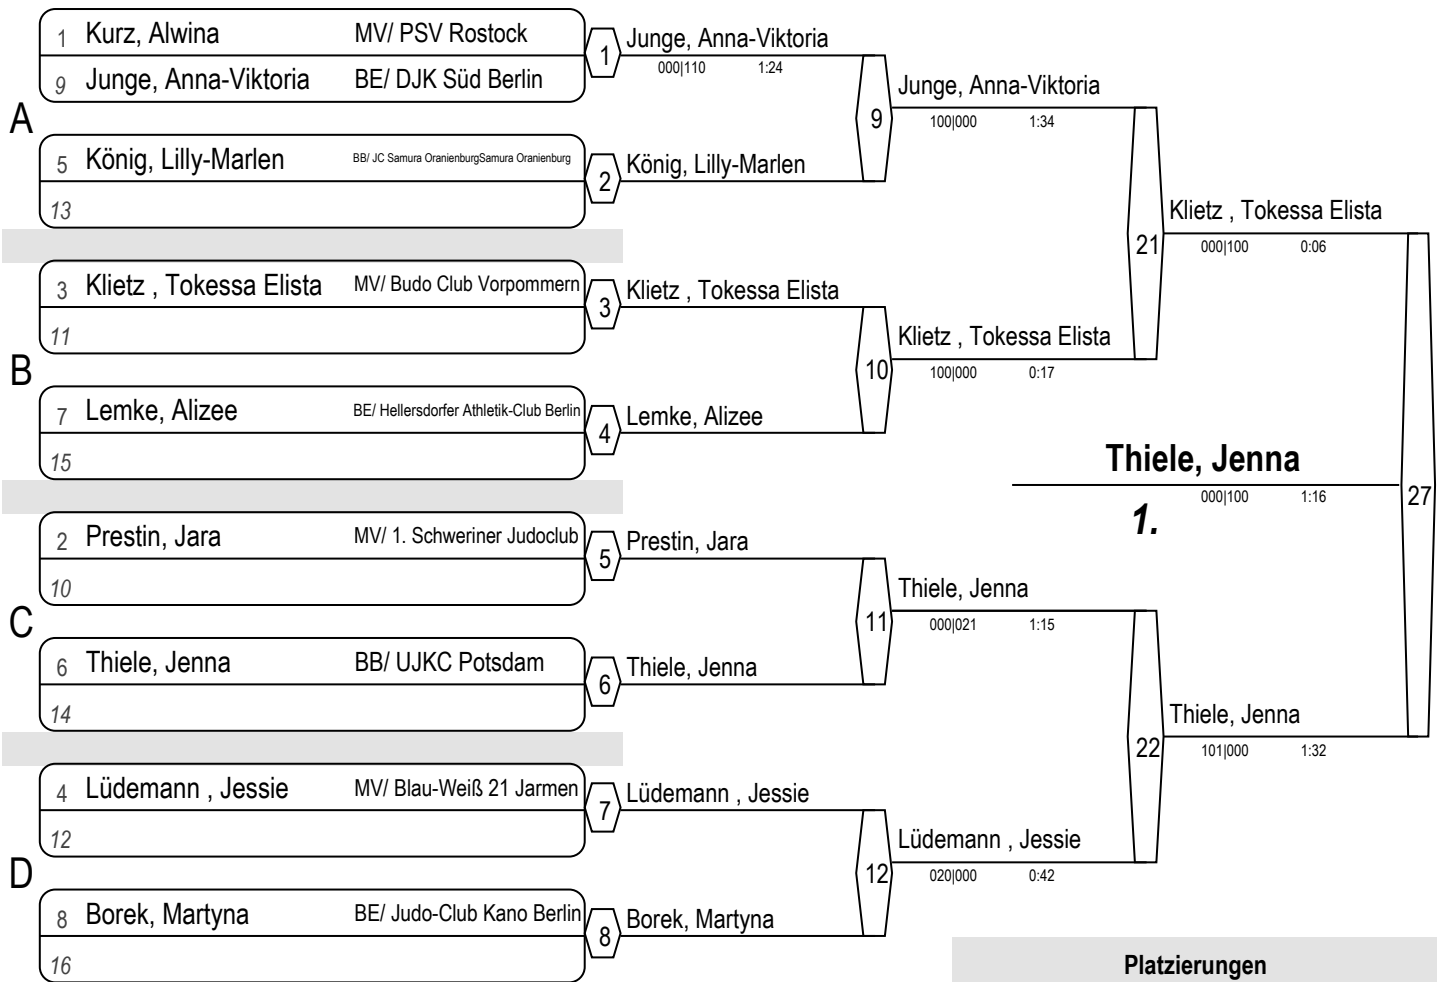 1 Kurz, Alwina MV/ PSV Rostock
9 Junge, Anna-Viktoria BE/ DJK Süd Berlin
1
Junge, Anna-Viktoria
000|110 1:24
A
5 König, Lilly-Marlen BB/ JC Samura OranienburgSamura Oranienburg
13
2
König, Lilly-Marlen
9
Junge, Anna-Viktoria
100|000 1:34
3 Klietz , Tokessa Elista MV/ Budo Club Vorpommern
11
3
Klietz , Tokessa Elista
B
7 Lemke, Alizee BE/ Hellersdorfer Athletik-Club Berlin
15
4
Lemke, Alizee
10
Klietz , Tokessa Elista
100|000 0:17
21
Klietz , Tokessa Elista
000|100 0:06
2 Prestin, Jara MV/ 1. Schweriner Judoclub
10
5
Prestin, Jara
C
6 Thiele, Jenna BB/ UJKC Potsdam
14
6
Thiele, Jenna
11
Thiele, Jenna
000|021 1:15
4 Lüdemann , Jessie MV/ Blau-Weiß 21 Jarmen
12
7
Lüdemann , Jessie
D
8 Borek, Martyna BE/ Judo-Club Kano Berlin
16
8
Borek, Martyna
12
Lüdemann , Jessie
020|000 0:42
22
Thiele, Jenna
101|000 1:32
27
Thiele, Jenna
000|100 1:16
1.
Platzierungen